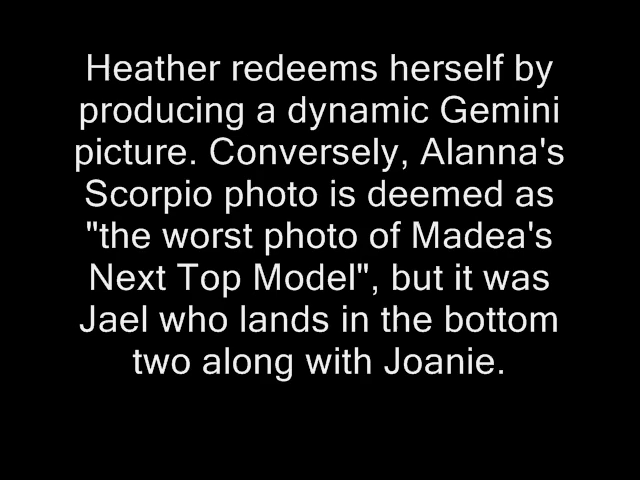 Heather redeems herself by
producing a dynamic Gemini
picture. Conversely, Alanna's
Scorpio photo is deemed as
"the worst photo of Madea's
Next Top Model", but it was
Jael who lands in the bottom
two along with Joanie.